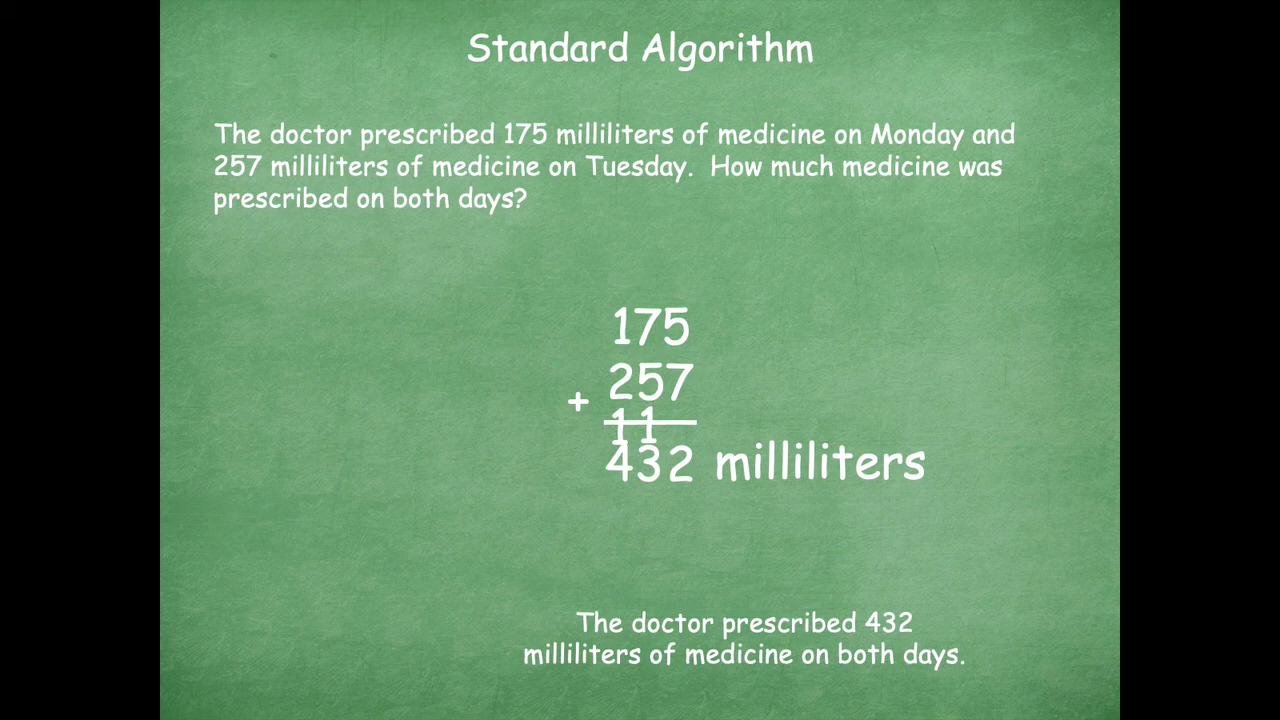 Standard Algorithm
The doctor prescribed 175 milliliters of medicine on Monday and
257 milliliters of medicine on Tuesday.  How much medicine was
prescribed on both days?
175
257
+
11
432 milliliters
The doctor prescribed 432
milliliters of medicine on both days.